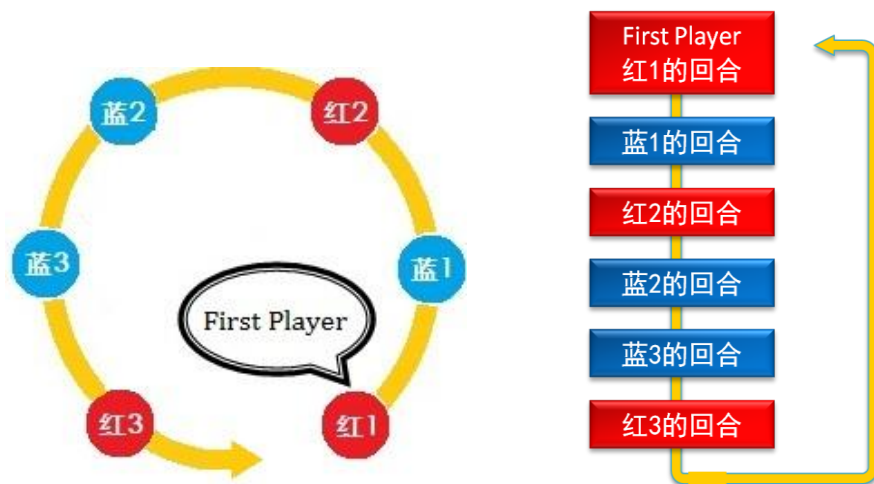 蓝2
红2
蓝3
蓝1
First Player
红3
红1
First Player
红1的回合
蓝1的回合
红2的回合
蓝2的回合
蓝3的回合
红3的回合